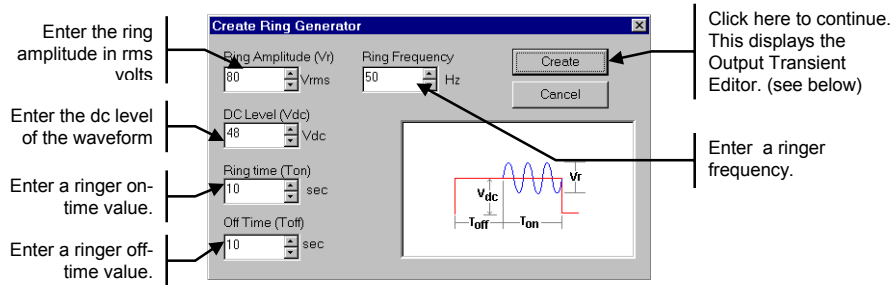 Enter the ring
amplitude in rms
volts
Enter the dc level
of the waveform
Enter a ringer on-
time value.
Enter a ringer off-
time value.
Create Ring Generator
Ring Amplitude (Vr)
80
Vrms
Ring Frequency
50
Hz
DC Level (Vdc)
48
Vdc
Ring time (Ton)
10
sec
Off Time (Toff)
10
sec
Create
Cancel
Vr
Vdc
Toff
Ton
Click here to continue.
This displays the
Output Transient
Editor. (see below)
Enter a ringer
frequency.